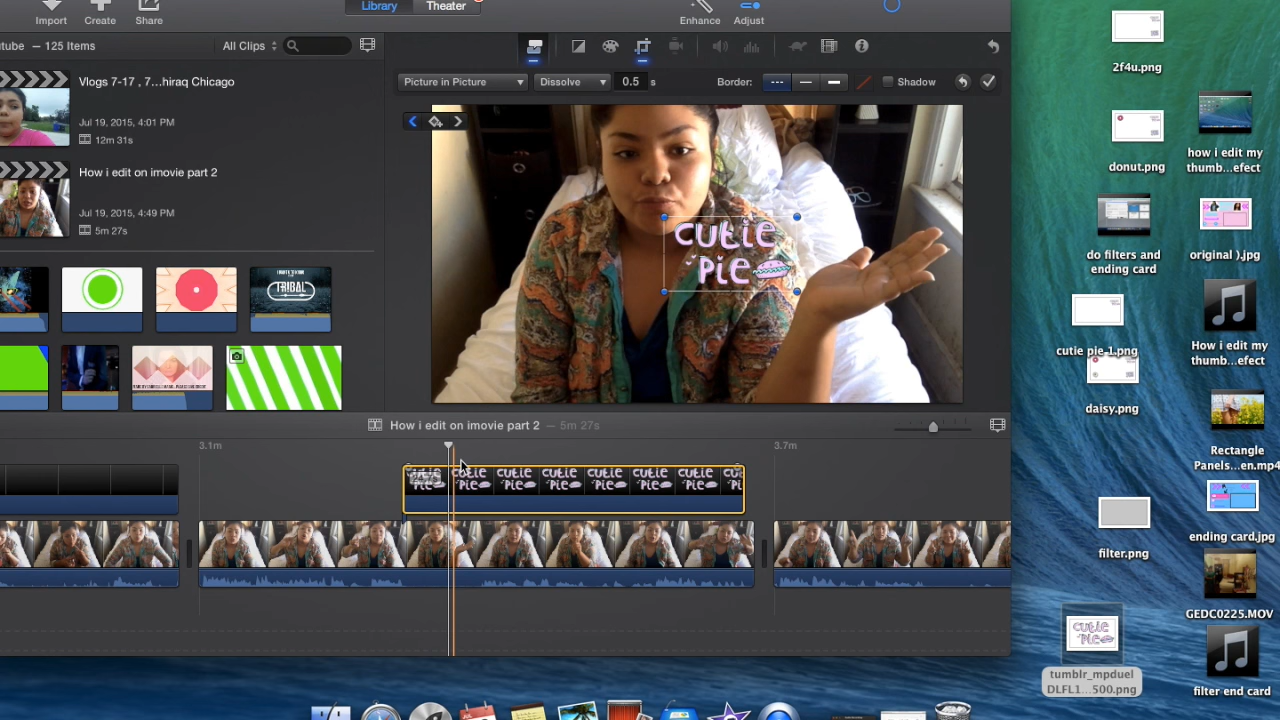 Import
Create
Share
Library
Theater
Enhance
Adjust
tube — 125 Items
All Clips
Vlogs 7-17 , 7...hiraq Chicago
Jul 19, 2015, 4:01 PM
12m 31s
How i edit on imovie part 2
Jul 19, 2015, 4:49 PM
5m 27s
TRIBAL
Picture in Picture
Dissolve
0.5 s
Border:
Shadow
CUTIE
PIE
How i edit on imovie part 2 — 5m 27s
3.1m
3.7m
2f4u.png
donut.png
how i edit my
thumb...efect
do filters and
ending card
original ).jpg
cutie pie 1.png
How i edit my
thumb...efect
daisy.png
Rectangle
Panels...en.mp4
filter.png
ending card.jpg
GEDC0225.MOV
CUTIE
PIE
tumblr_mpduel
DLFL1...500.png
filter end card